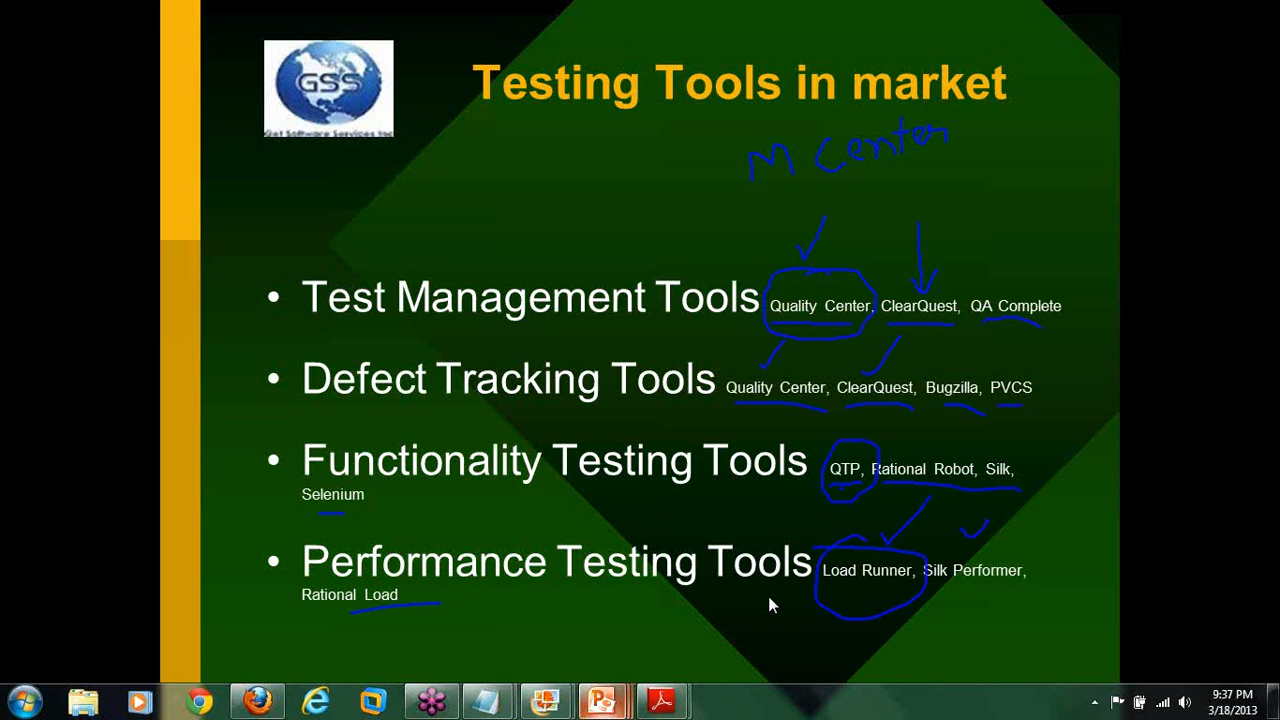 GSS
Get Software Services Inc
Testing Tools in market
M Center
• Test Management Tools Quality Center, ClearQuest, QA Complete
• Defect Tracking Tools Quality Center, ClearQuest, Bugzilla, PVCS
• Functionality Testing Tools QTP, Rational Robot, Silk,
Selenium
• Performance Testing Tools Load Runner, Silk Performer,
Rational Load
9:37 PM
3/18/2013